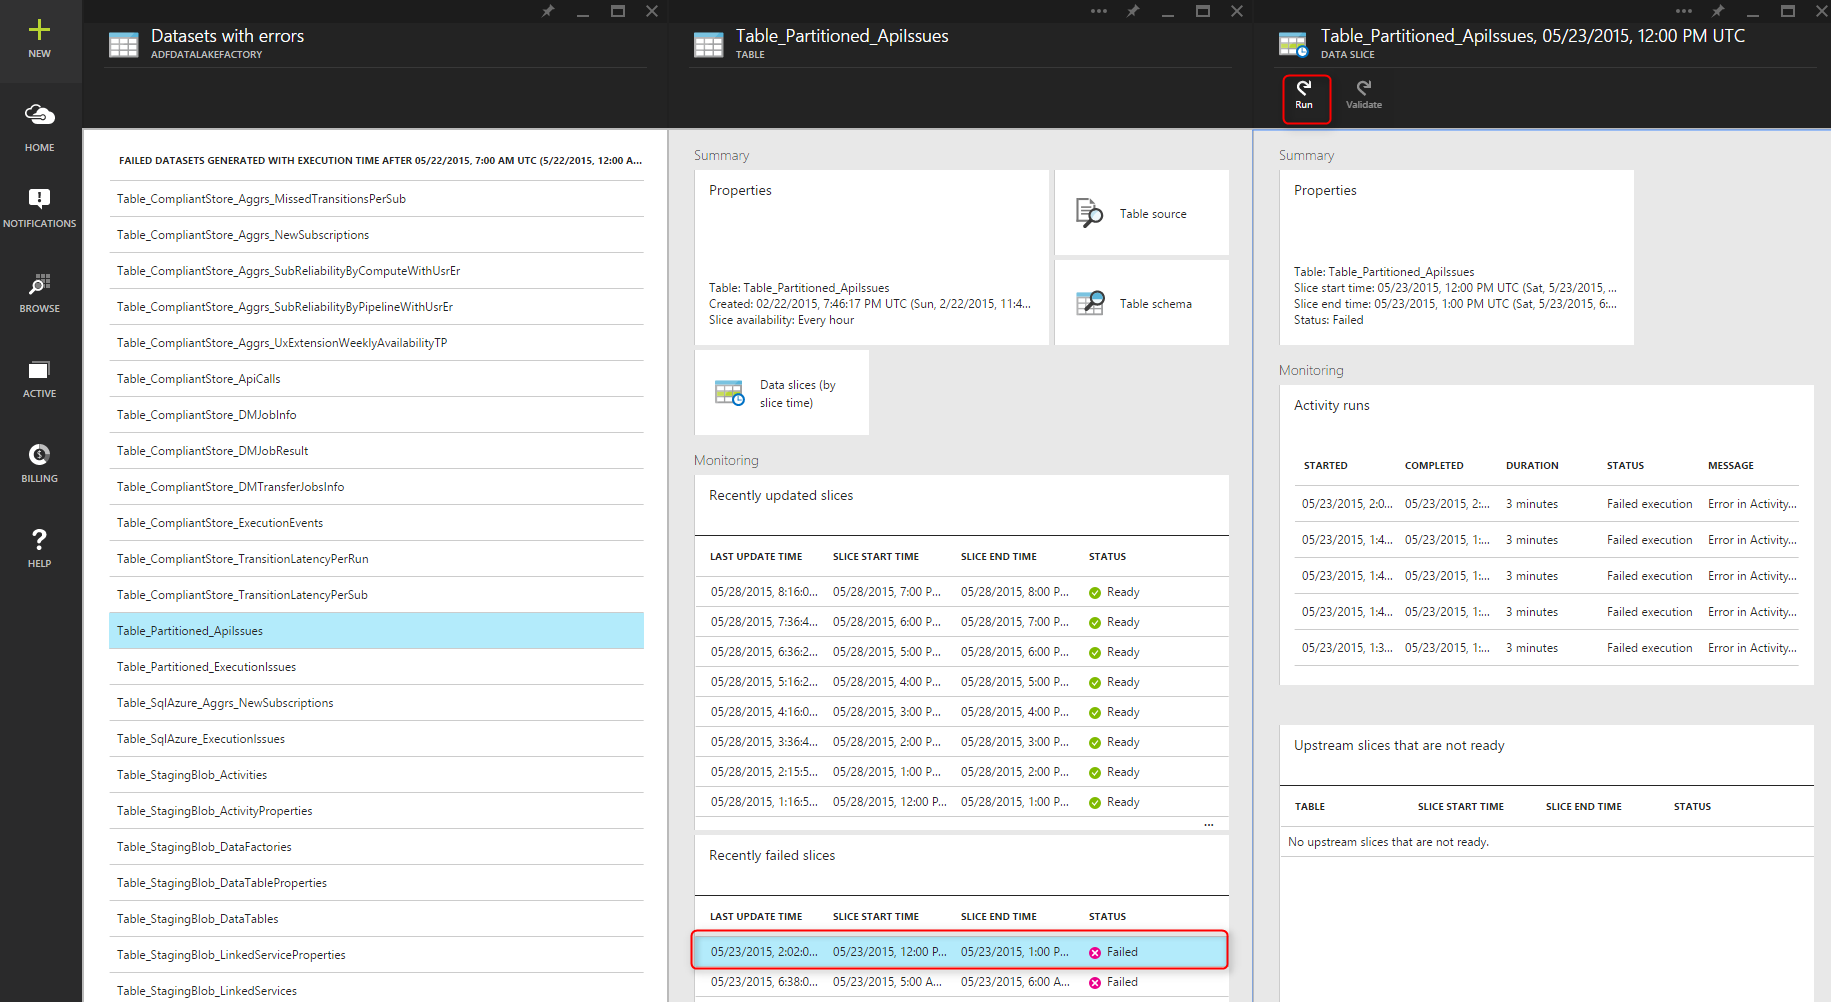 NEW
HOME
NOTIFICATIONS
BROWSE
ACTIVE
BILLING
HELP
Datasets with errors
ADFDATALAKEFACTORY
FAILED DATASETS GENERATED WITH EXECUTION TIME AFTER 05/22/2015, 7:00 AM UTC (5/22/2015, 12:00 A...
Table_CompliantStore_Aggrs_MissedTransitionsPerSub
Table_CompliantStore_Aggrs_NewSubscriptions
Table_CompliantStore_Aggrs_SubReliabilityByComputeWithUsrEr
Table_CompliantStore_Aggrs_SubReliabilityByPipelineWithUsrEr
Table_CompliantStore_Aggrs_UxExtensionWeeklyAvailabilityTP
Table_CompliantStore_ApiCalls
Table_CompliantStore_DMJobInfo
Table_CompliantStore_DMJobResult
Table_CompliantStore_DMTransferJobsInfo
Table_CompliantStore_ExecutionEvents
Table_CompliantStore_TransitionLatencyPerRun
Table_CompliantStore_TransitionLatencyPerSub
Table_Partitioned_ApiIssues
Table_Partitioned_ExecutionIssues
Table_SqlAzure_Aggrs_NewSubscriptions
Table_SqlAzure_ExecutionIssues
Table_StagingBlob_Activities
Table_StagingBlob_ActivityProperties
Table_StagingBlob_DataFactories
Table_StagingBlob_DataTableProperties
Table_StagingBlob_DataTables
Table_StagingBlob_LinkedServiceProperties
Table_StagingBlob_LinkedServices
Table_Partitioned_ApiIssues
TABLE
Summary
Properties
Table: Table_Partitioned_ApiIssues
Created: 02/22/2015, 7:46:17 PM UTC (Sun, 2/22/2015, 11:4...
Slice availability: Every hour
Table source
Table schema
Data slices (by
slice time)
Monitoring
Recently updated slices
LAST UPDATE TIME SLICE START TIME SLICE END TIME STATUS
05/28/2015, 8:16:0... 05/28/2015, 7:00 P... 05/28/2015, 8:00 P... Ready
05/28/2015, 7:36:4... 05/28/2015, 6:00 P... 05/28/2015, 7:00 P... Ready
05/28/2015, 6:36:2... 05/28/2015, 5:00 P... 05/28/2015, 6:00 P... Ready
05/28/2015, 5:16:2... 05/28/2015, 4:00 P... 05/28/2015, 5:00 P... Ready
05/28/2015, 4:16:0... 05/28/2015, 3:00 P... 05/28/2015, 4:00 P... Ready
05/28/2015, 3:36:4... 05/28/2015, 2:00 P... 05/28/2015, 3:00 P... Ready
05/28/2015, 2:15:5... 05/28/2015, 1:00 P... 05/28/2015, 2:00 P... Ready
05/28/2015, 1:16:5... 05/28/2015, 12:00 P... 05/28/2015, 1:00 P... Ready
...
Recently failed slices
LAST UPDATE TIME SLICE START TIME SLICE END TIME STATUS
05/23/2015, 2:02:0... 05/23/2015, 12:00 P... 05/23/2015, 1:00 P... Failed
05/23/2015, 6:38:0... 05/23/2015, 5:00 A... 05/23/2015, 6:00 A... Failed
Table_Partitioned_ApiIssues, 05/23/2015, 12:00 PM UTC
DATA SLICE
Run Validate
Summary
Properties
Table: Table_Partitioned_ApiIssues
Slice start time: 05/23/2015, 12:00 PM UTC (Sat, 5/23/2015, ...
Slice end time: 05/23/2015, 1:00 PM UTC (Sat, 5/23/2015, 6:...
Status: Failed
Monitoring
Activity runs
STARTED COMPLETED DURATION STATUS MESSAGE
05/23/2015, 2:0... 05/23/2015, 2:... 3 minutes Failed execution Error in Activity...
05/23/2015, 1:4... 05/23/2015, 1:... 3 minutes Failed execution Error in Activity...
05/23/2015, 1:4... 05/23/2015, 1:... 3 minutes Failed execution Error in Activity...
05/23/2015, 1:4... 05/23/2015, 1:... 3 minutes Failed execution Error in Activity...
05/23/2015, 1:3... 05/23/2015, 1:... 3 minutes Failed execution Error in Activity...
Upstream slices that are not ready
TABLE SLICE START TIME SLICE END TIME STATUS
No upstream slices that are not ready.